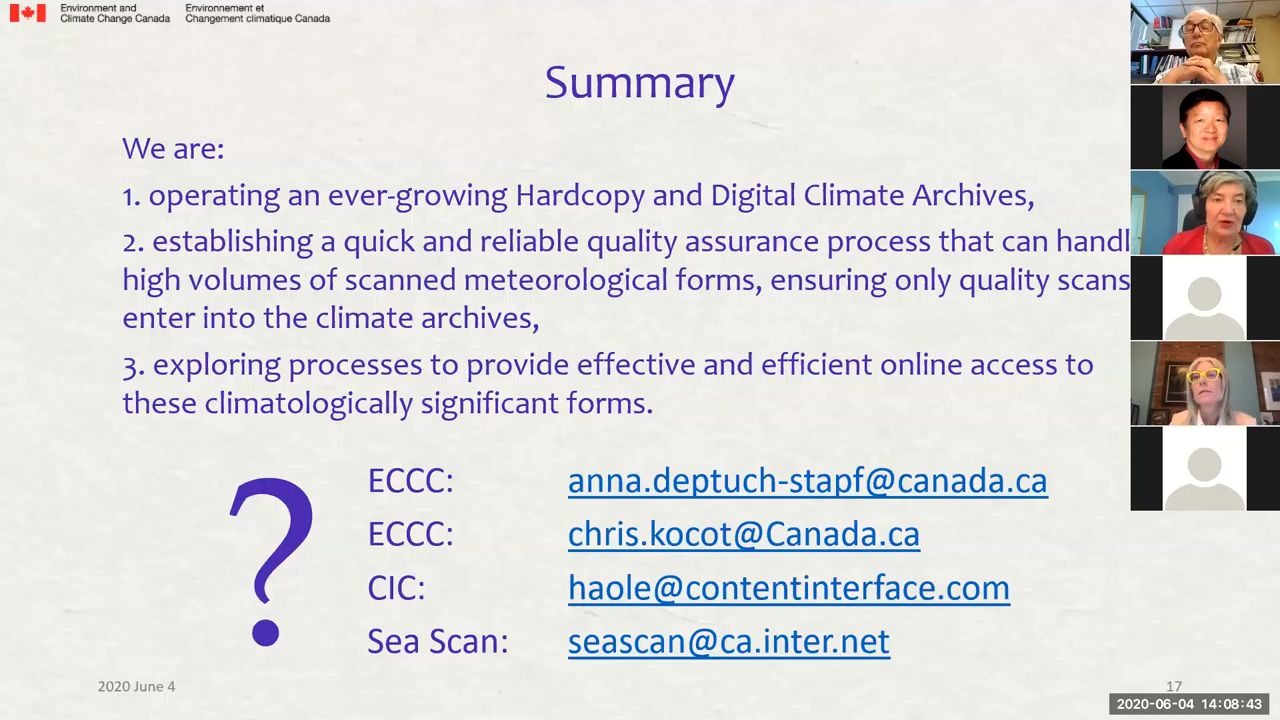 Environment and Environnement et
Climate Change Canada Changement climatique Canada
Summary
We are:
1. operating an ever-growing Hardcopy and Digital Climate Archives,
2. establishing a quick and reliable quality assurance process that can handl
high volumes of scanned meteorological forms, ensuring only quality scans
enter into the climate archives,
3. exploring processes to provide effective and efficient online access to
these climatologically significant forms.
?
ECCC: anna.deptuch-stapf@canada.ca
ECCC: chris.kocot@Canada.ca
CIC: haole@contentinterface.com
Sea Scan: seascan@ca.inter.net
2020 June 4
17
2020-06-04 14:08:43